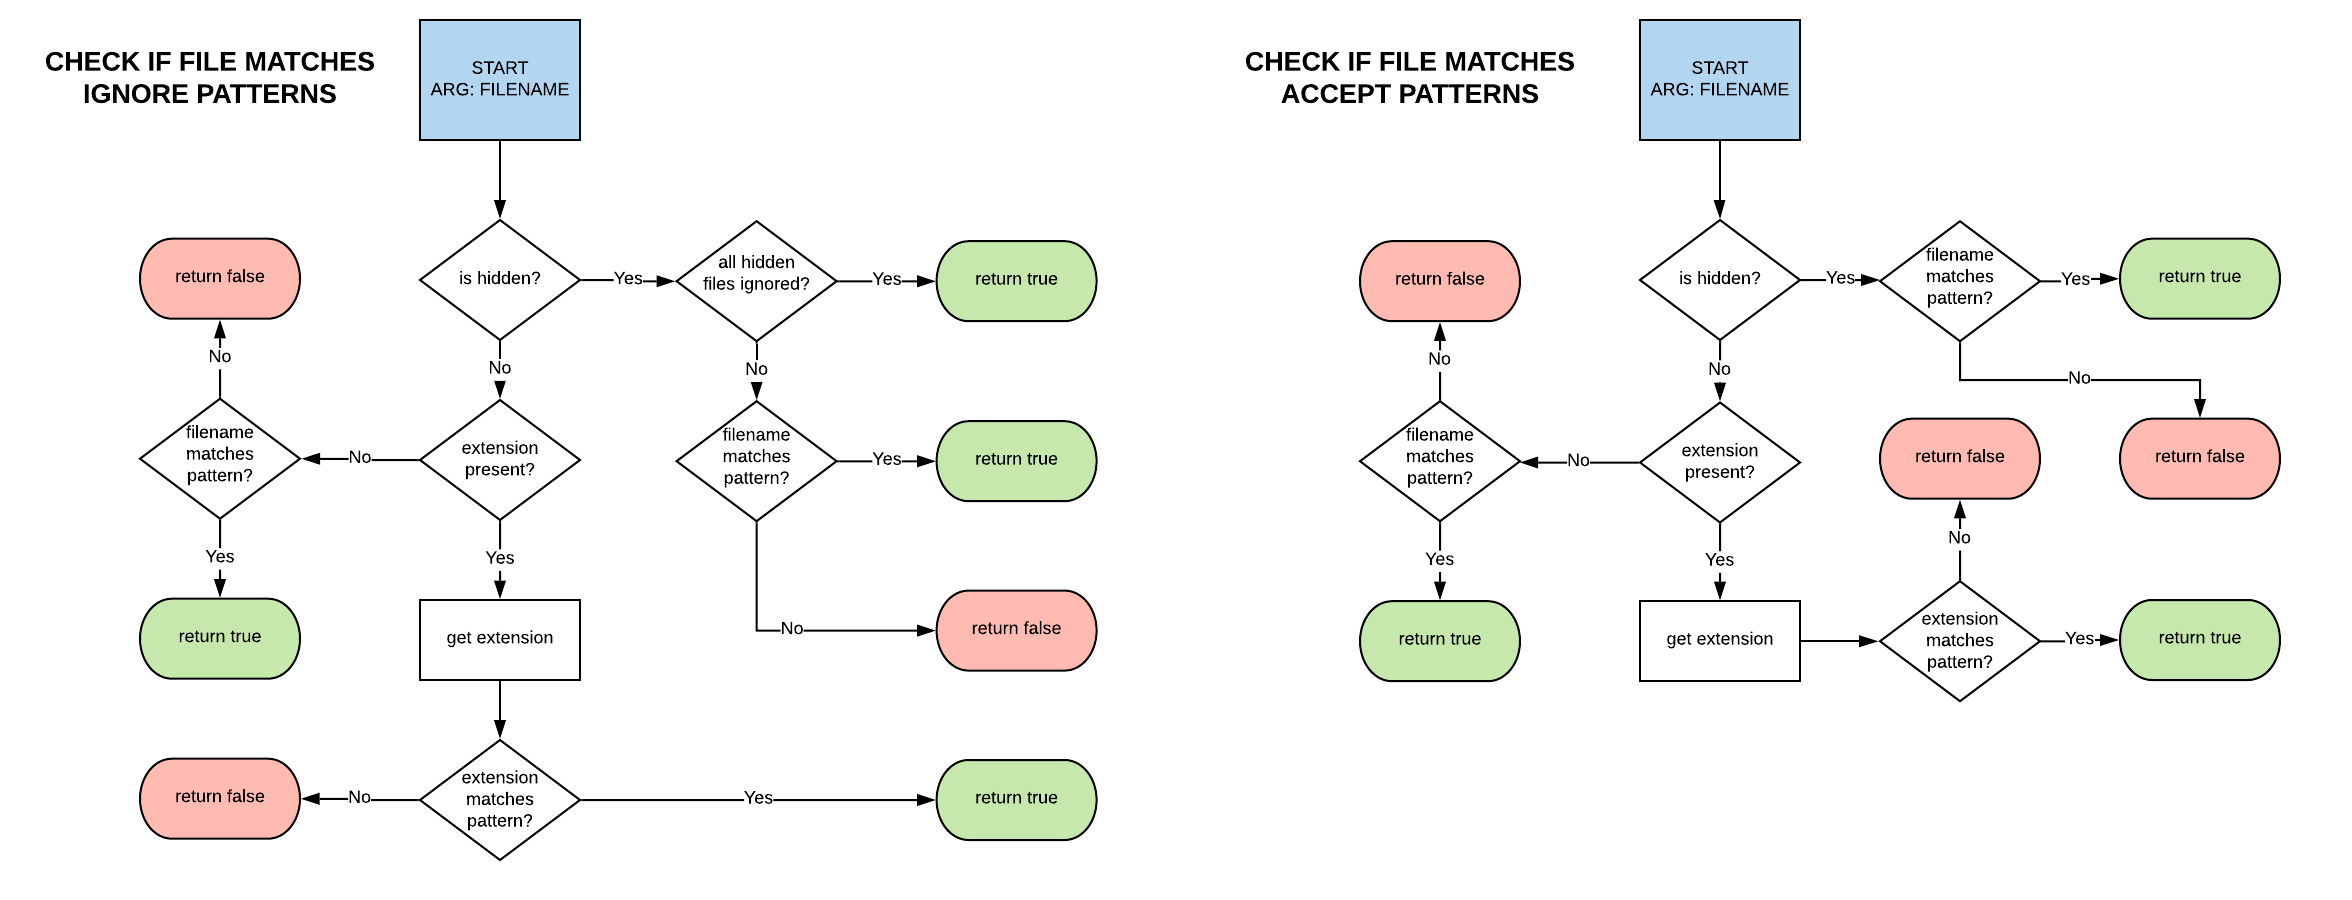 CHECK IF FILE MATCHES
IGNORE PATTERNS
START
ARG: FILENAME
is hidden?
Yes
all hidden
files ignored?
Yes
return true
return false
No
No
No
filename
matches
pattern?
No
extension
present?
filename
matches
pattern?
Yes
return true
Yes
Yes
return true
get extension
No
return false
return false
No
extension
matches
pattern?
Yes
return true
CHECK IF FILE MATCHES
ACCEPT PATTERNS
START
ARG: FILENAME
return false
is hidden?
Yes
filename
matches
pattern?
Yes
return true
No
No
No
filename
matches
pattern?
No
extension
present?
return false
return false
Yes
Yes
No
return true
get extension
extension
matches
pattern?
Yes
return true